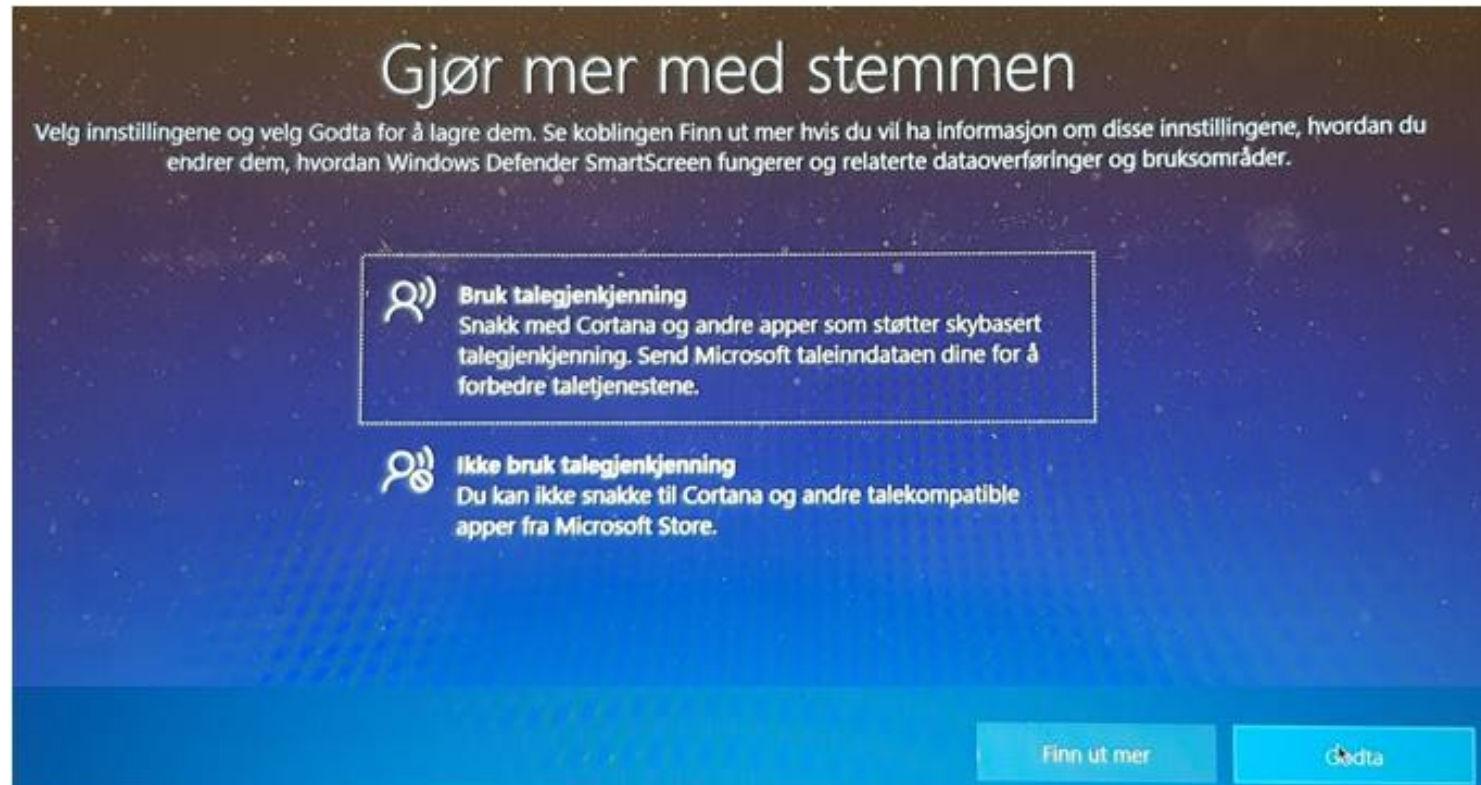 Gjør mer med stemmen
Velg innstillingene og velg Godta for å lagre dem. Se koblingen Finn ut mer hvis du vil ha informasjon om disse innstillingene, hvordan du
endrer dem, hvordan Windows Defender SmartScreen fungerer og relaterte dataoverføringer og bruksområder.
Bruk talegjenkjenning
Snakk med Cortana og andre apper som støtter skybasert
talegjenkjenning. Send Microsoft taleinndataen dine for å
forbedre taletjenestene.
Ikke bruk talegjenkjenning
Du kan ikke snakke til Cortana og andre talekompatible
apper fra Microsoft Store.
Finn ut mer
Godta